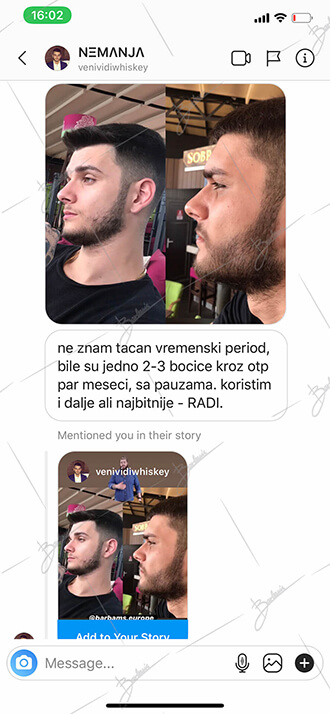 16:02
NΞMANJA
venividiwhiskey
SOBB
ne znam tacan vremenski period,
bile su jedno 2-3 bocice kroz otp
par meseci, sa pauzama. koristim
i dalje ali najbitnije - RADI.
Mentioned you in their story
venividiwhiskey
@barbams.europe
Add to Your Story
Message...